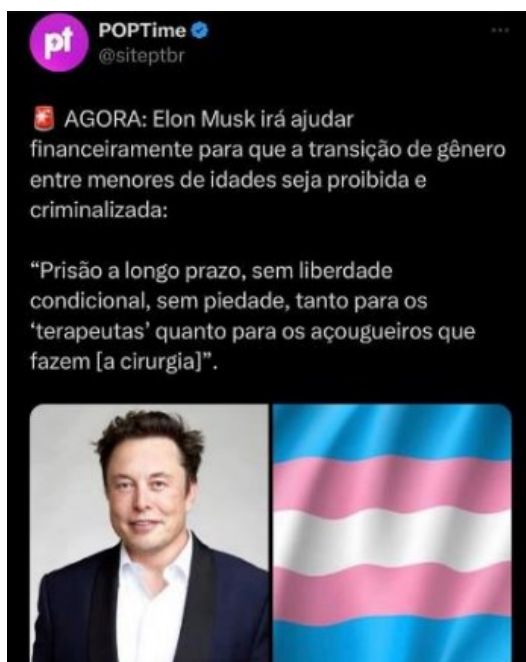 pt
POPTime
@siteptbr
🚨 AGORA: Elon Musk irá ajudar
financeiramente para que a transição de gênero
entre menores de idades seja proibida e
criminalizada:
“Prisão a longo prazo, sem liberdade
condicional, sem piedade, tanto para os
‘terapeutas’ quanto para os açougueiros que
fazem [a cirurgia]”.